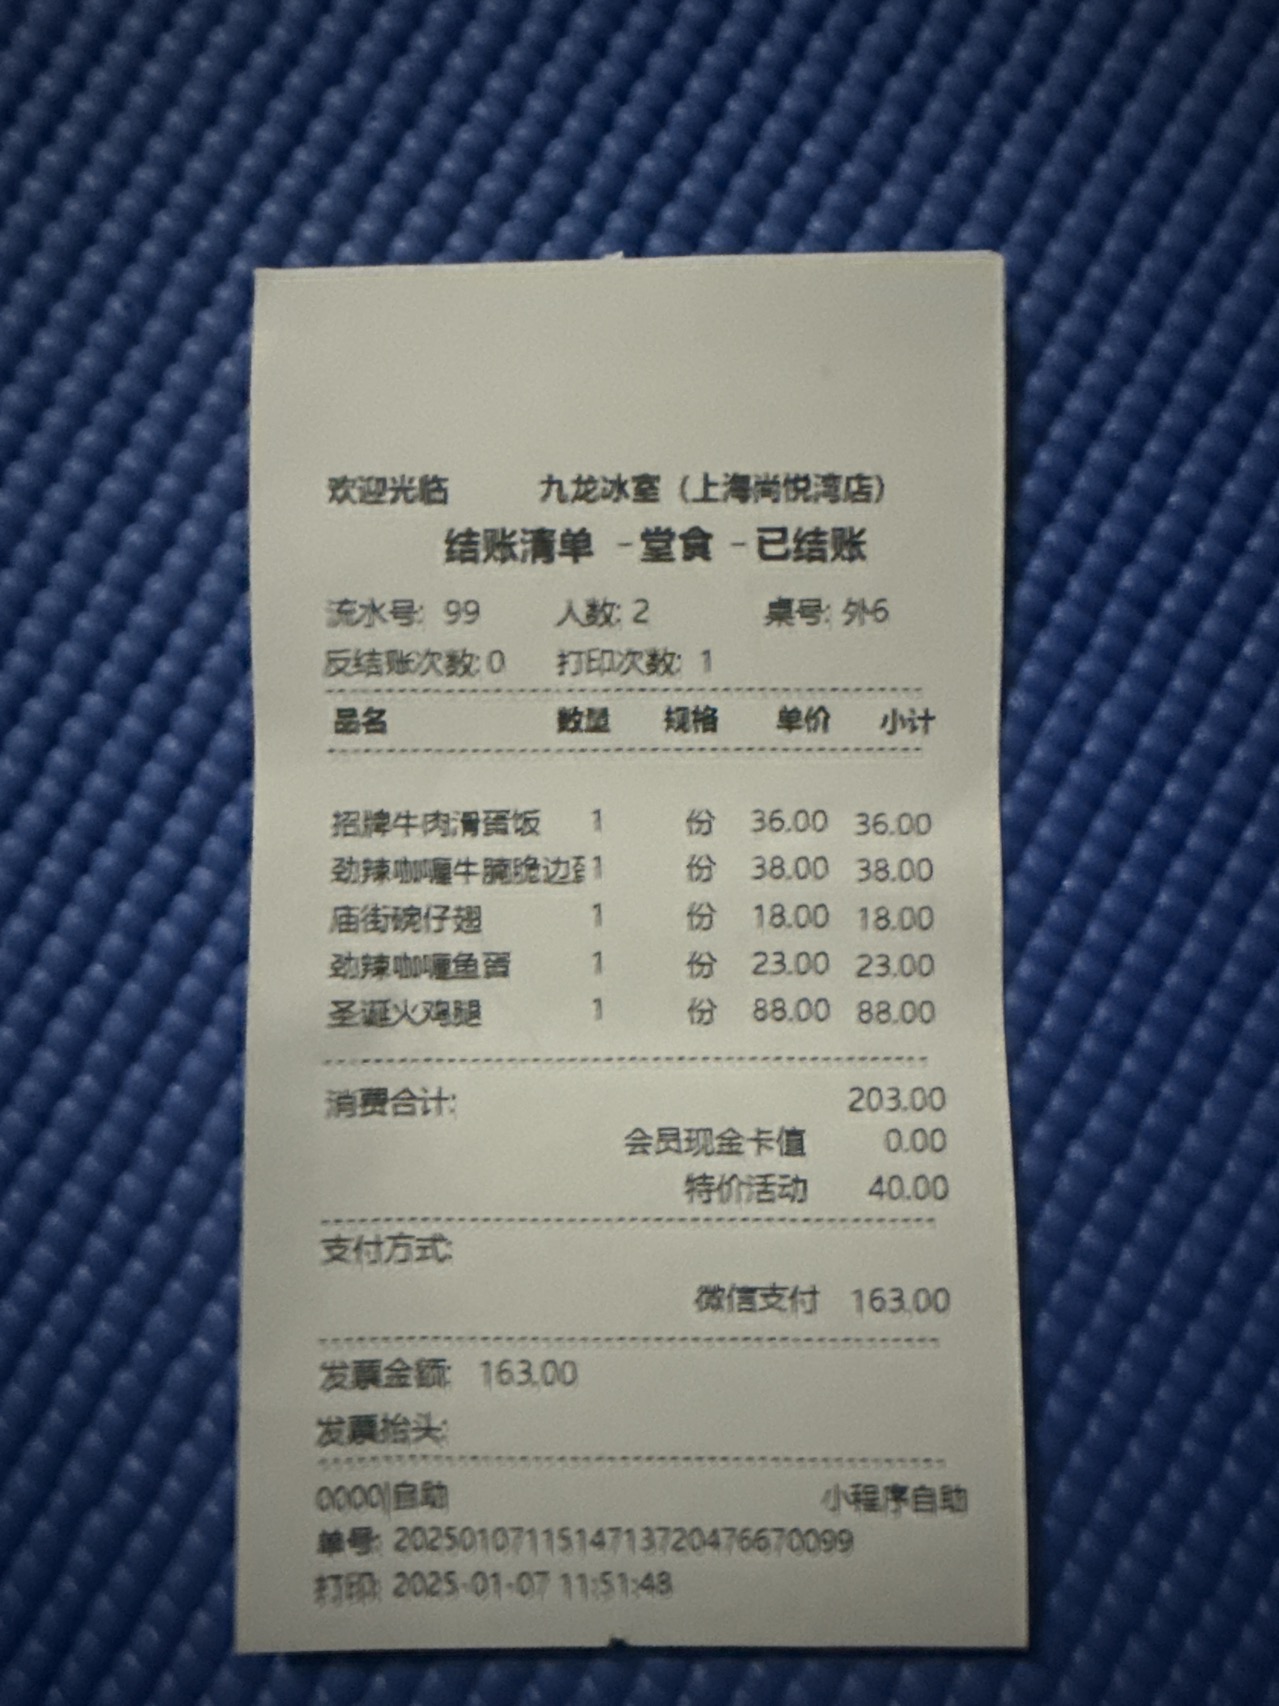 欢迎光临 九龙冰室（上海尚悦湾店）
结账清单 -堂食 -已结账
流水号: 99 人数: 2 桌号: 外6
反结账次数: 0 打印次数: 1
品名 数量 规格 单价 小计
招牌牛肉滑蛋饭 1 份 36.00 36.00
劲辣咖喱牛腩脆边 1 份 38.00 38.00
庙街碗仔翅 1 份 18.00 18.00
劲辣咖喱鱼蛋 1 份 23.00 23.00
圣诞火鸡腿 1 份 88.00 88.00
消费合计: 203.00
会员现金卡值 0.00
特价活动 40.00
支付方式:
微信支付 163.00
发票金额: 163.00
发票抬头:
0000|自助 小程序自助
单号: 2025010711514713720476670099
打印: 2025-01-07 11:51:48